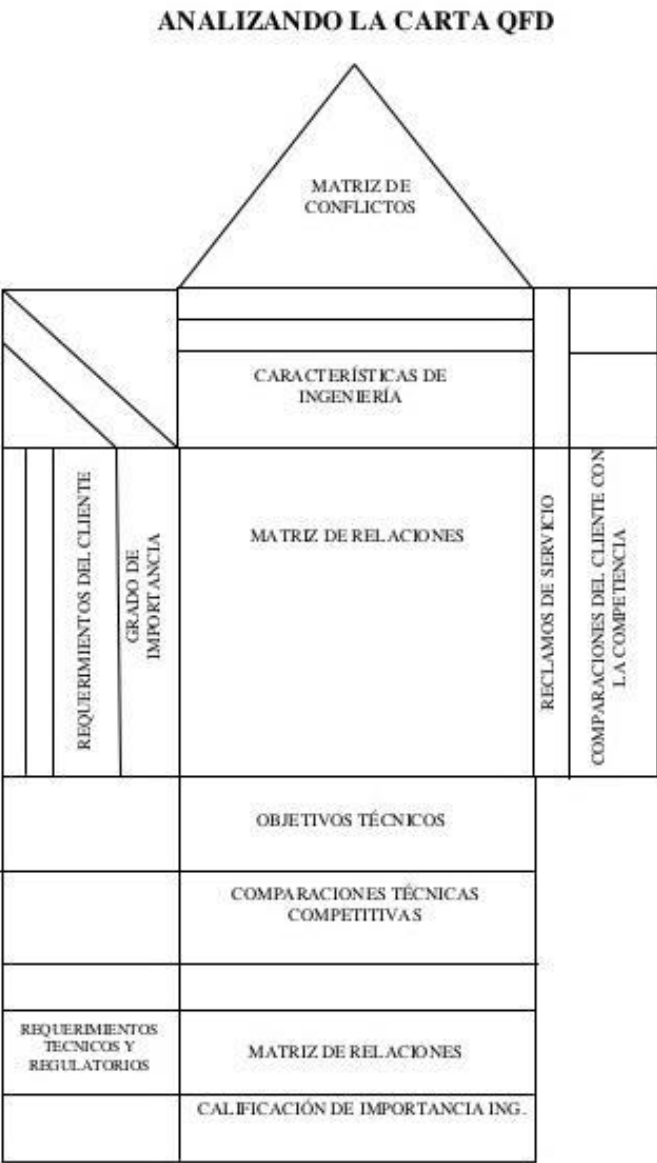 ANALIZANDO LA CARTA QFD
MATRIZ DE
CONFLICTOS
CARACTERÍSTICAS DE
INGENIERÍA
REQUERIMIENTOS DEL CLIENTE
GRADO DE
IMPORTANCIA
MATRIZ DE RELACIONES
RECLAMOS DE SERVICIO
COMPARACIONES DEL CLIENTE CON
LA COMPETENCIA
OBJETIVOS TÉCNICOS
COMPARACIONES TÉCNICAS
COMPETITIVAS
REQUERIMIENTOS
TECNICOS Y
REGULATORIOS
MATRIZ DE RELACIONES
CALIFICACIÓN DE IMPORTANCIA ING.